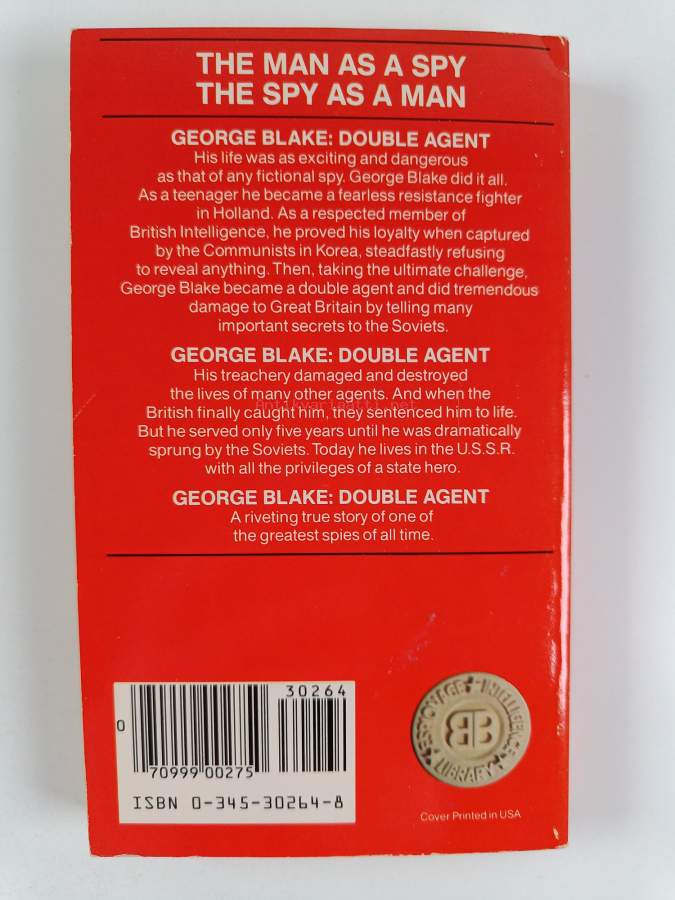 THE MAN AS A SPY
THE SPY AS A MAN
GEORGE BLAKE: DOUBLE AGENT
His life was as exciting and dangerous
as that of any fictional spy. George Blake did it all.
As a teenager he became a fearless resistance fighter
in Holland. As a respected member of
British Intelligence, he proved his loyalty when captured
by the Communists in Korea, steadfastly refusing
to reveal anything. Then, taking the ultimate challenge,
George Blake became a double agent and did tremendous
damage to Great Britain by telling many
important secrets to the Soviets.
GEORGE BLAKE: DOUBLE AGENT
His treachery damaged and destroyed
the lives of many other agents. And when the
Antikvariaatti.net
British finally caught him, they sentenced him to life.
But he served only five years until he was dramatically
sprung by the Soviets. Today he lives in the U.S.S.R.
with all the privileges of a state hero.
GEORGE BLAKE: DOUBLE AGENT
A riveting true story of one of
the greatest spies of all time.
30264
0
70999 00275
ISBN 0-345-30264-8
ESPIONAGE • INTELLIGENCE LIBRARY •
BB
Cover Printed in USA